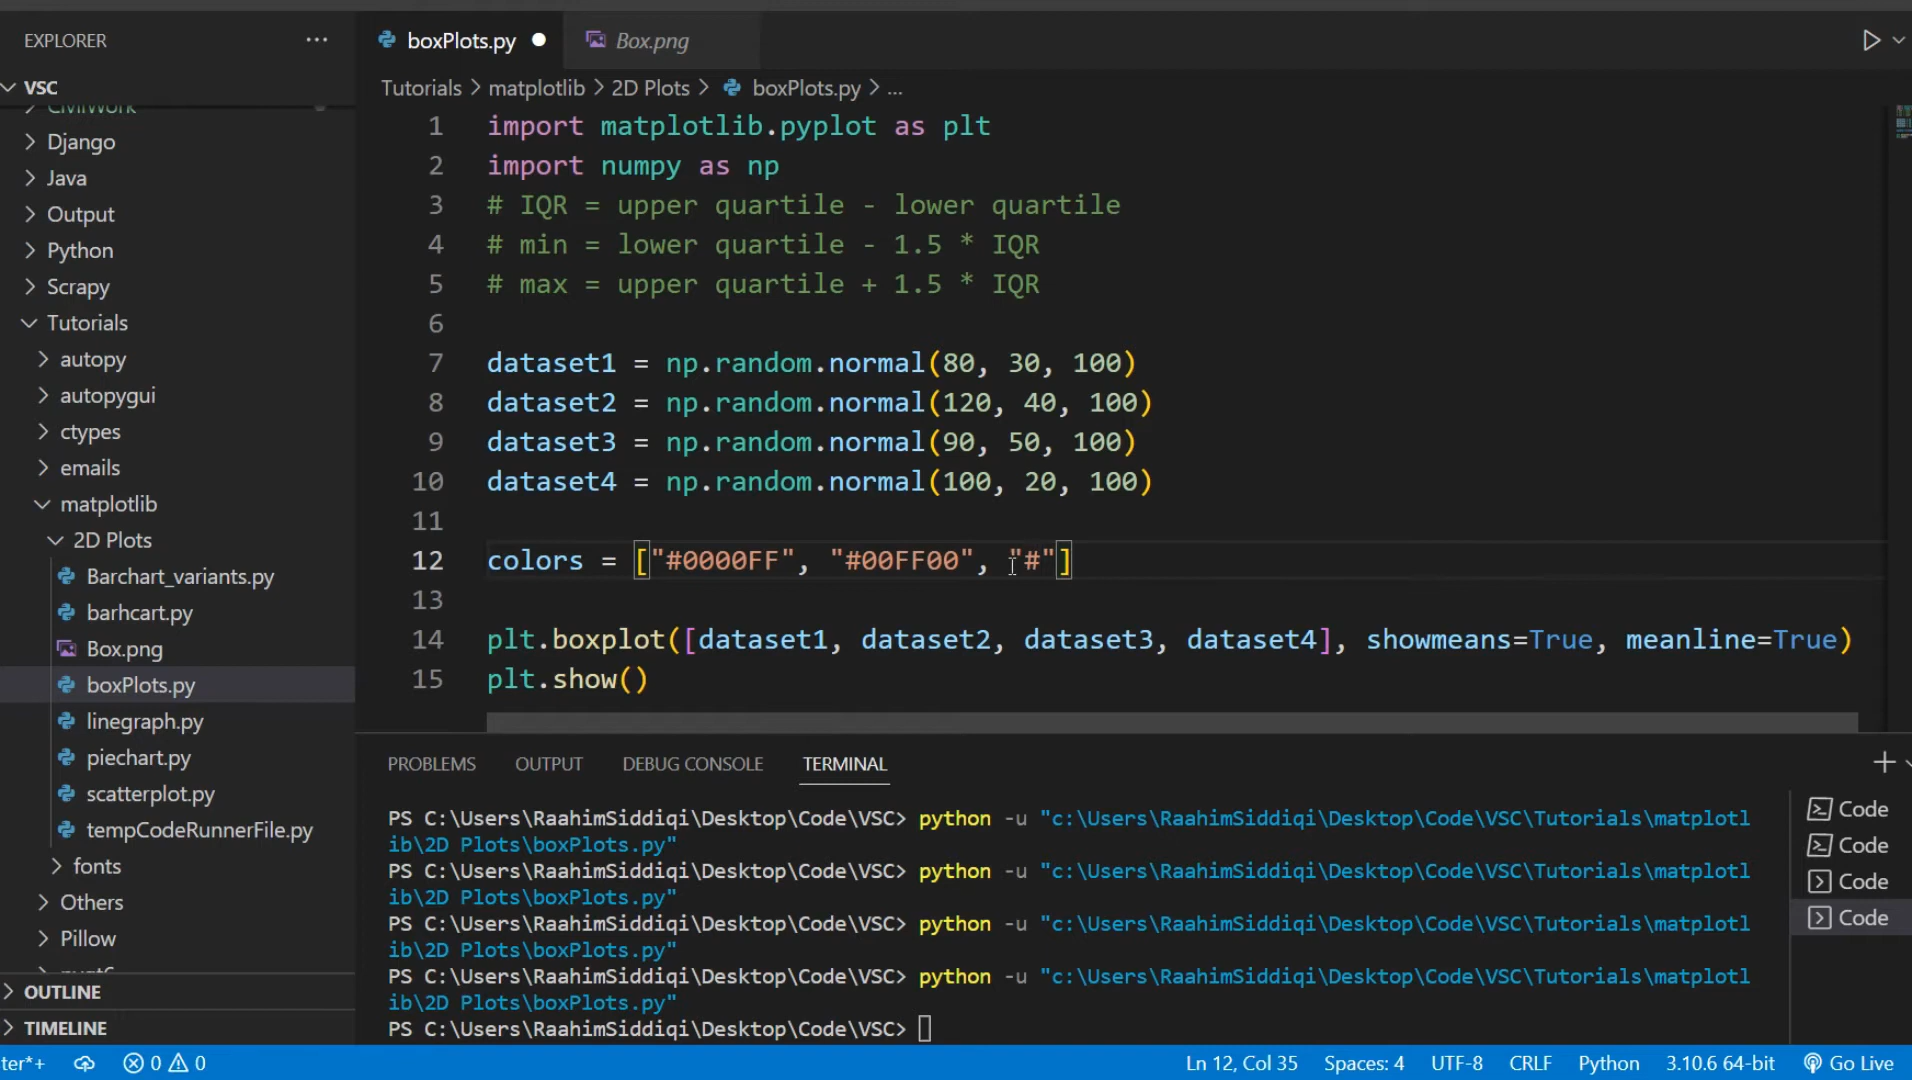 EXPLORER
···
boxPlots.py
Box.png
VSC
Tutorials > matplotlib > 2D Plots > boxPlots.py > ...
CivilWork
Django
Java
Output
Python
Scrapy
Tutorials
autopy
autopygui
ctypes
emails
matplotlib
2D Plots
Barchart_variants.py
barhcart.py
Box.png
boxPlots.py
linegraph.py
piechart.py
scatterplot.py
tempCodeRunnerFile.py
fonts
Others
Pillow
OUTLINE
TIMELINE
1 import matplotlib.pyplot as plt
2 import numpy as np
3 # IQR = upper quartile - lower quartile
4 # min = lower quartile - 1.5 * IQR
5 # max = upper quartile + 1.5 * IQR
6
7 dataset1 = np.random.normal(80, 30, 100)
8 dataset2 = np.random.normal(120, 40, 100)
9 dataset3 = np.random.normal(90, 50, 100)
10 dataset4 = np.random.normal(100, 20, 100)
11
12 colors = ["#0000FF", "#00FF00", "#"]
13
14 plt.boxplot([dataset1, dataset2, dataset3, dataset4], showmeans=True, meanline=True)
15 plt.show()
PROBLEMS OUTPUT DEBUG CONSOLE TERMINAL
PS C:\Users\RaahimSiddiqi\Desktop\Code\VSC> python -u "c:\Users\RaahimSiddiqi\Desktop\Code\VSC\Tutorials\matplotl
ib\2D Plots\boxPlots.py"
PS C:\Users\RaahimSiddiqi\Desktop\Code\VSC> python -u "c:\Users\RaahimSiddiqi\Desktop\Code\VSC\Tutorials\matplotl
ib\2D Plots\boxPlots.py"
PS C:\Users\RaahimSiddiqi\Desktop\Code\VSC> python -u "c:\Users\RaahimSiddiqi\Desktop\Code\VSC\Tutorials\matplotl
ib\2D Plots\boxPlots.py"
PS C:\Users\RaahimSiddiqi\Desktop\Code\VSC> python -u "c:\Users\RaahimSiddiqi\Desktop\Code\VSC\Tutorials\matplotl
ib\2D Plots\boxPlots.py"
PS C:\Users\RaahimSiddiqi\Desktop\Code\VSC>
Code
Code
Code
Code
ter*+ 0 0 Ln 12, Col 35 Spaces: 4 UTF-8 CRLF Python 3.10.6 64-bit Go Live